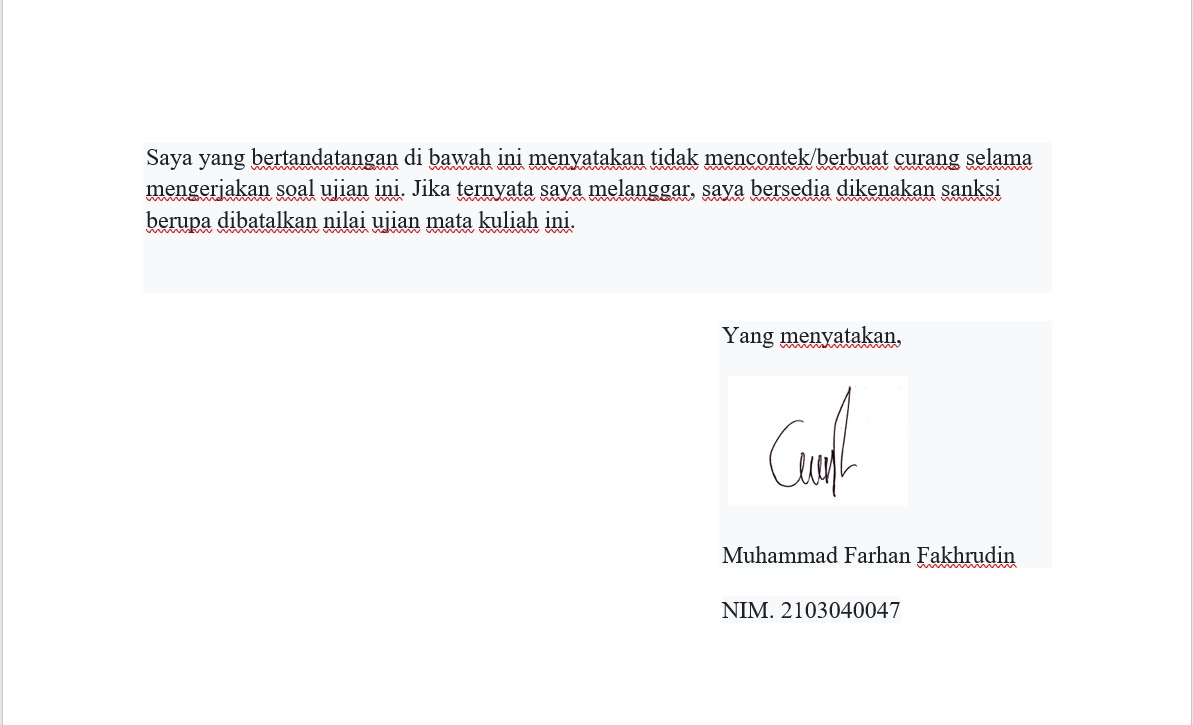 Saya yang bertandatangan di bawah ini menyatakan tidak mencontek/berbuat curang selama
mengerjakan soal ujian ini. Jika ternyata saya melanggar, saya bersedia dikenakan sanksi
berupa dibatalkan nilai ujian mata kuliah ini.
Yang menyatakan,
Muhammad Farhan Fakhrudin
NIM. 2103040047